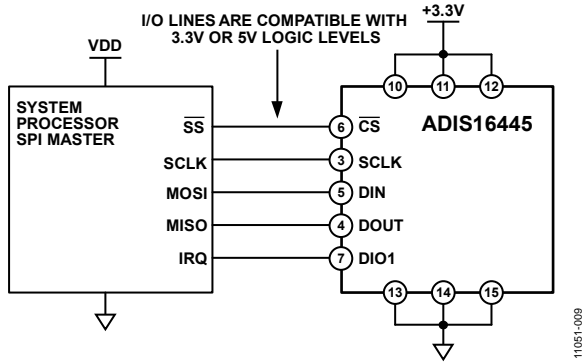 I/O LINES ARE COMPATIBLE WITH
3.3V OR 5V LOGIC LEVELS
+3.3V
VDD
10
11
12
SYSTEM
PROCESSOR
SPI MASTER
ADIS16445
SS
6
CS
SCLK
3
SCLK
MOSI
5
DIN
MISO
4
DOUT
IRQ
7
DIO1
13
14
15
11051-009